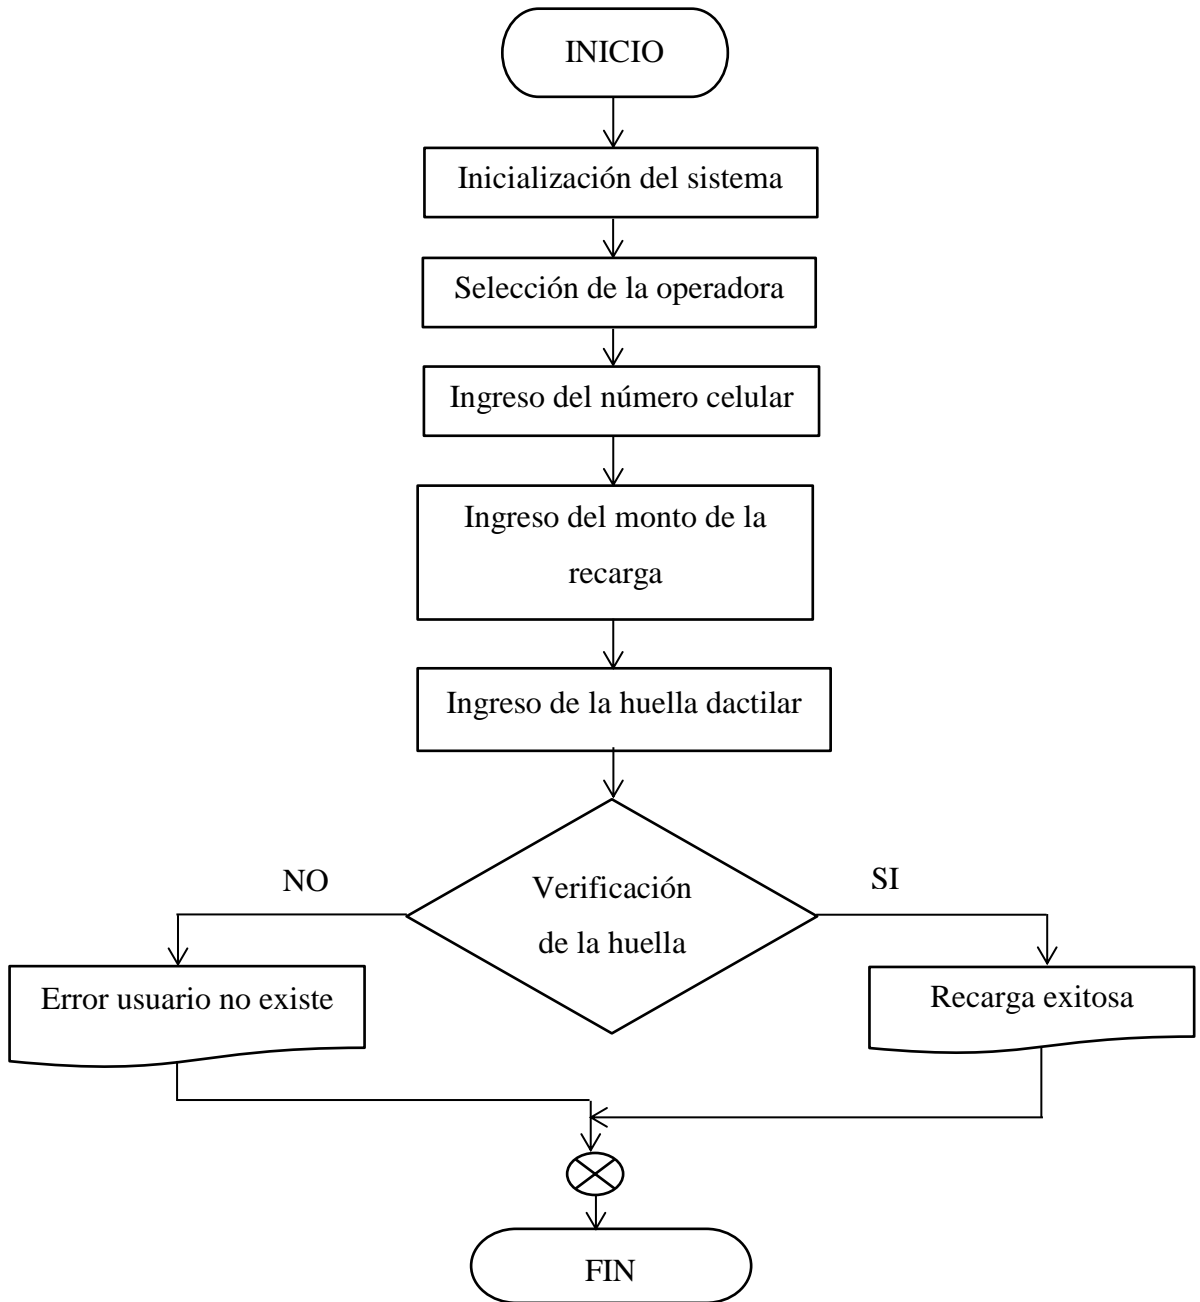 INICIO
Inicialización del sistema
Selección de la operadora
Ingreso del número celular
Ingreso del monto de la
recarga
Ingreso de la huella dactilar
NO
SI
Verificación
de la huella
Error usuario no existe
Recarga exitosa
FIN